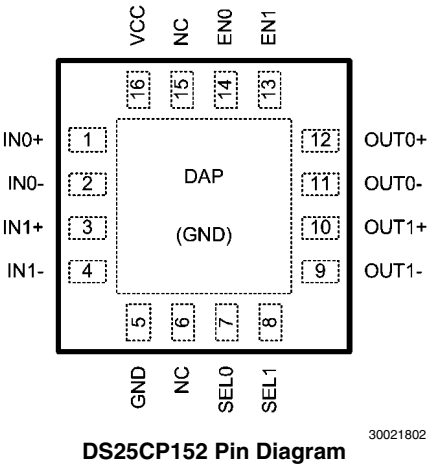 VCC NC EN0 EN1
16 15 14 13
IN0+ 1 12 OUT0+
IN0- 2 DAP 11 OUT0-
IN1+ 3 (GND) 10 OUT1+
IN1- 4 9 OUT1-
5 6 7 8
GND NC SEL0 SEL1
30021802
DS25CP152 Pin Diagram